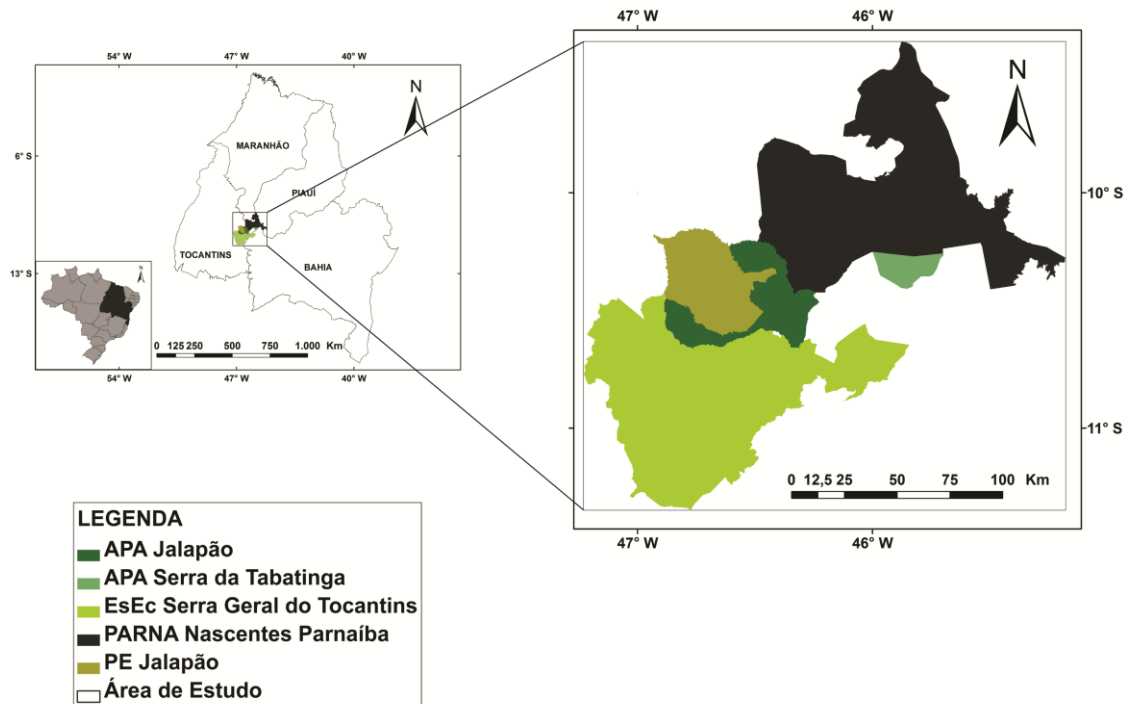 54° W 47° W 40° W
N
MARANHÃO
6° S
PIAUÍ
TOCANTINS
BAHIA
13° S
N
0 125 250 500 750 1.000 Km
54° W 47° W 40° W
47° W 46° W
N
10° S
11° S
0 12,5 25 50 75 100 Km
47° W 46° W
LEGENDA
APA Jalapão
APA Serra da Tabatinga
EsEc Serra Geral do Tocantins
PARNA Nascentes Parnaíba
PE Jalapão
Área de Estudo